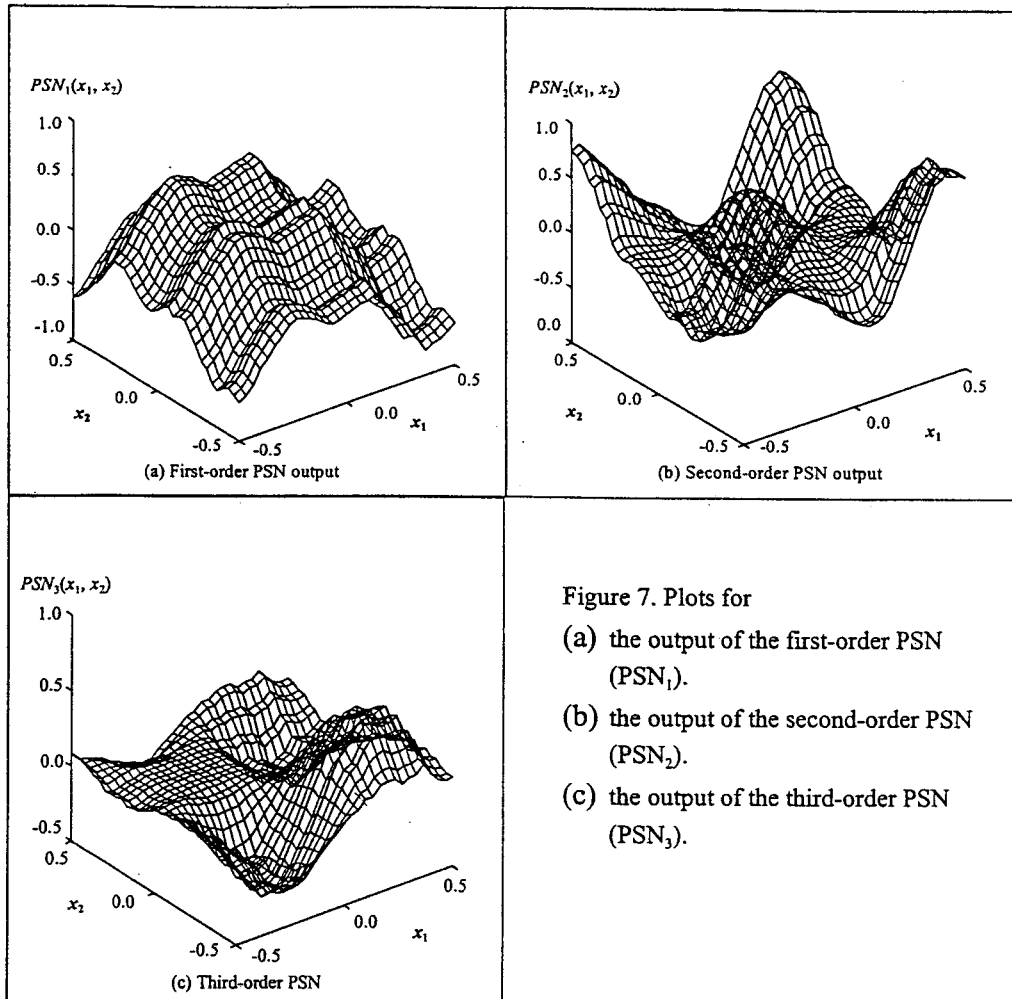 PSN₁(x₁, x₂)
1.0
0.5
0.0
-0.5
-1.0
0.5
x₂
0.0
-0.5
-0.5
0.0
x₁
0.5
(a) First-order PSN output
PSN₂(x₁, x₂)
1.0
0.5
0.0
-0.5
0.0
0.5
x₂
0.0
-0.5
-0.5
0.0
x₁
0.5
(b) Second-order PSN output
PSN₃(x₁, x₂)
1.0
0.5
0.0
-0.5
0.5
x₂
0.0
-0.5
-0.5
0.0
x₁
0.5
(c) Third-order PSN
Figure 7. Plots for
(a) the output of the first-order PSN
(PSN₁).
(b) the output of the second-order PSN
(PSN₂).
(c) the output of the third-order PSN
(PSN₃).